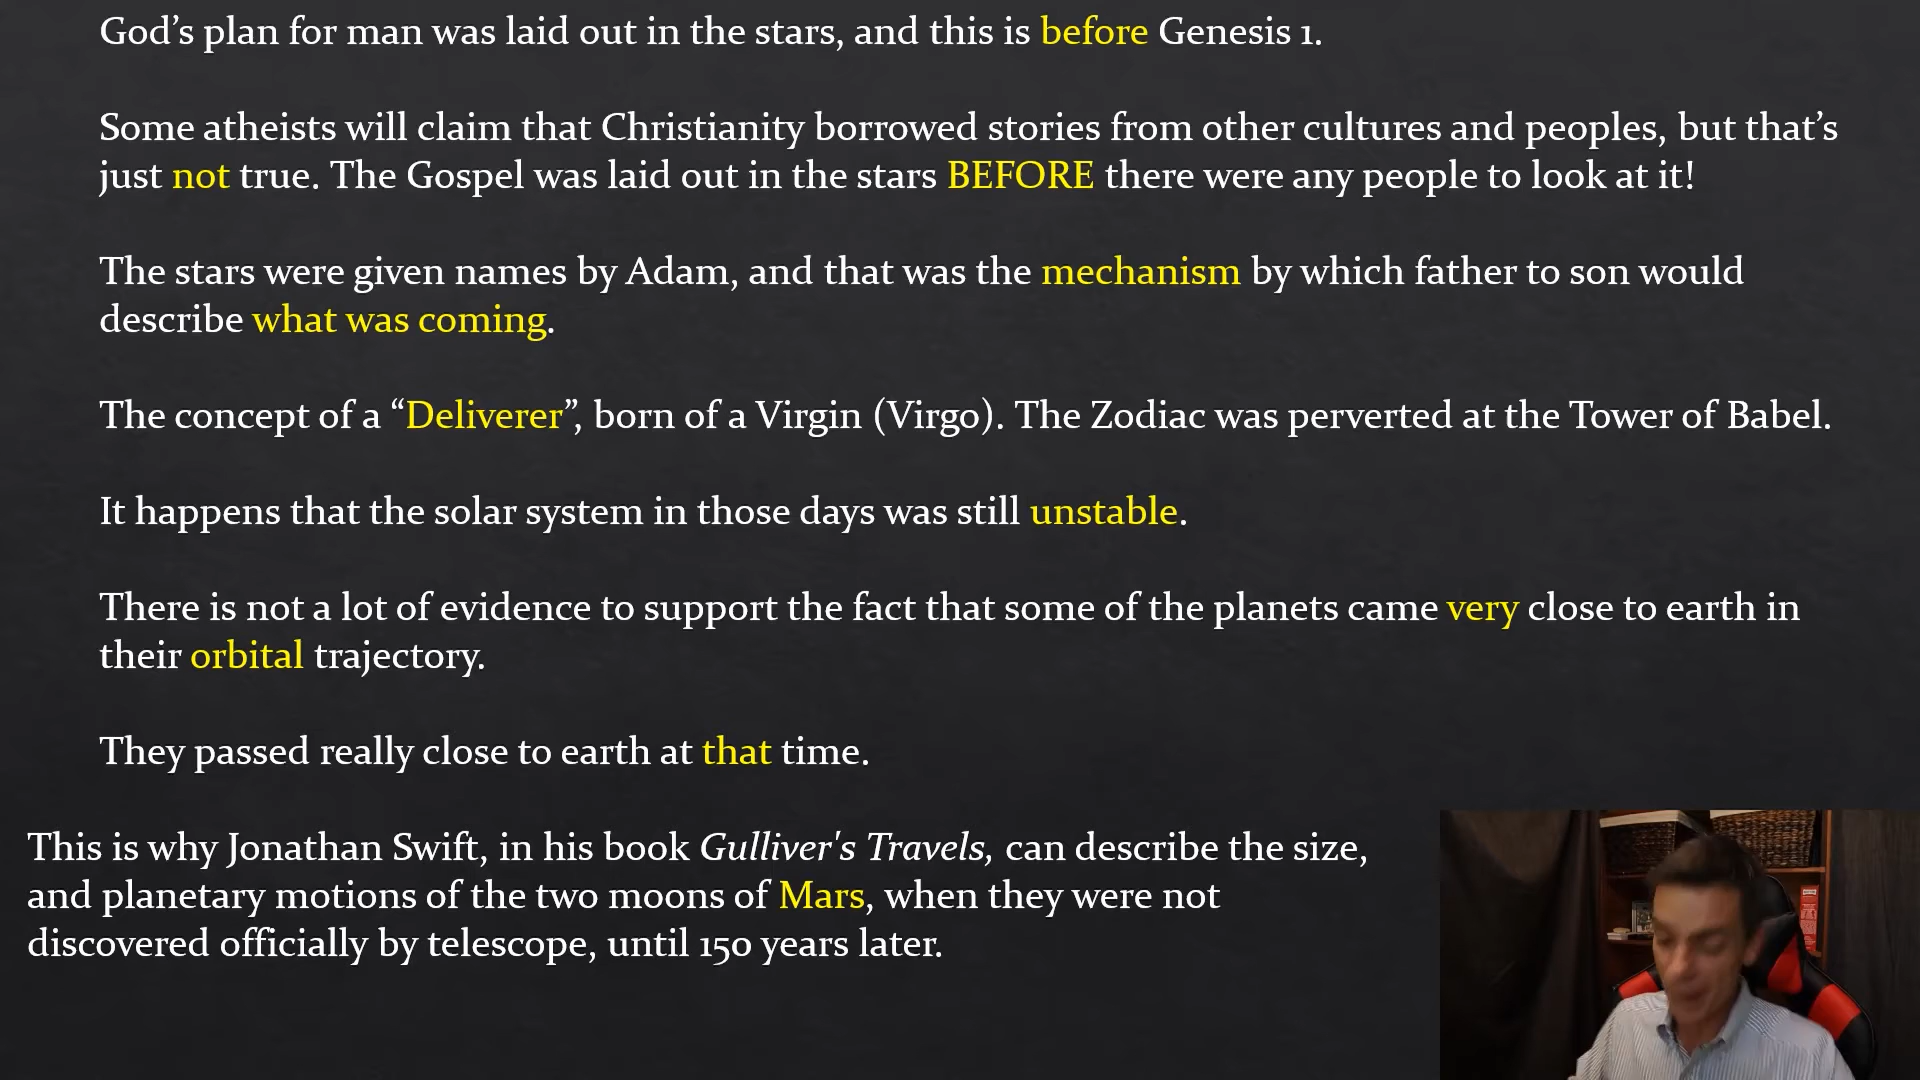 God’s plan for man was laid out in the stars, and this is before Genesis 1.
Some atheists will claim that Christianity borrowed stories from other cultures and peoples, but that’s
just not true. The Gospel was laid out in the stars BEFORE there were any people to look at it!
The stars were given names by Adam, and that was the mechanism by which father to son would
describe what was coming.
The concept of a “Deliverer”, born of a Virgin (Virgo). The Zodiac was perverted at the Tower of Babel.
It happens that the solar system in those days was still unstable.
There is not a lot of evidence to support the fact that some of the planets came very close to earth in
their orbital trajectory.
They passed really close to earth at that time.
This is why Jonathan Swift, in his book Gulliver's Travels, can describe the size,
and planetary motions of the two moons of Mars, when they were not
discovered officially by telescope, until 150 years later.